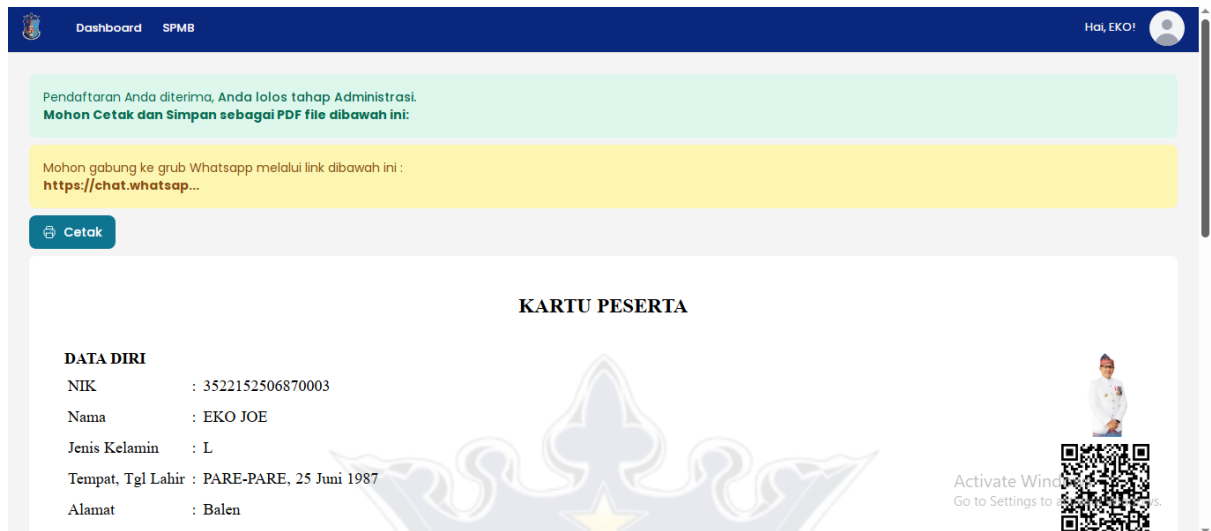 Dashboard SPMB Hai, EKO!
Pendaftaran Anda diterima, Anda lolos tahap Administrasi.
Mohon Cetak dan Simpan sebagai PDF file dibawah ini:
Mohon gabung ke grub Whatsapp melalui link dibawah ini :
https://chat.whatsap...
Cetak
KARTU PESERTA
DATA DIRI
NIK : 3522152506870003
Nama : EKO JOE
Jenis Kelamin : L
Tempat, Tgl Lahir : PARE-PARE, 25 Juni 1987
Alamat : Balen
Activate
Go to Settings to